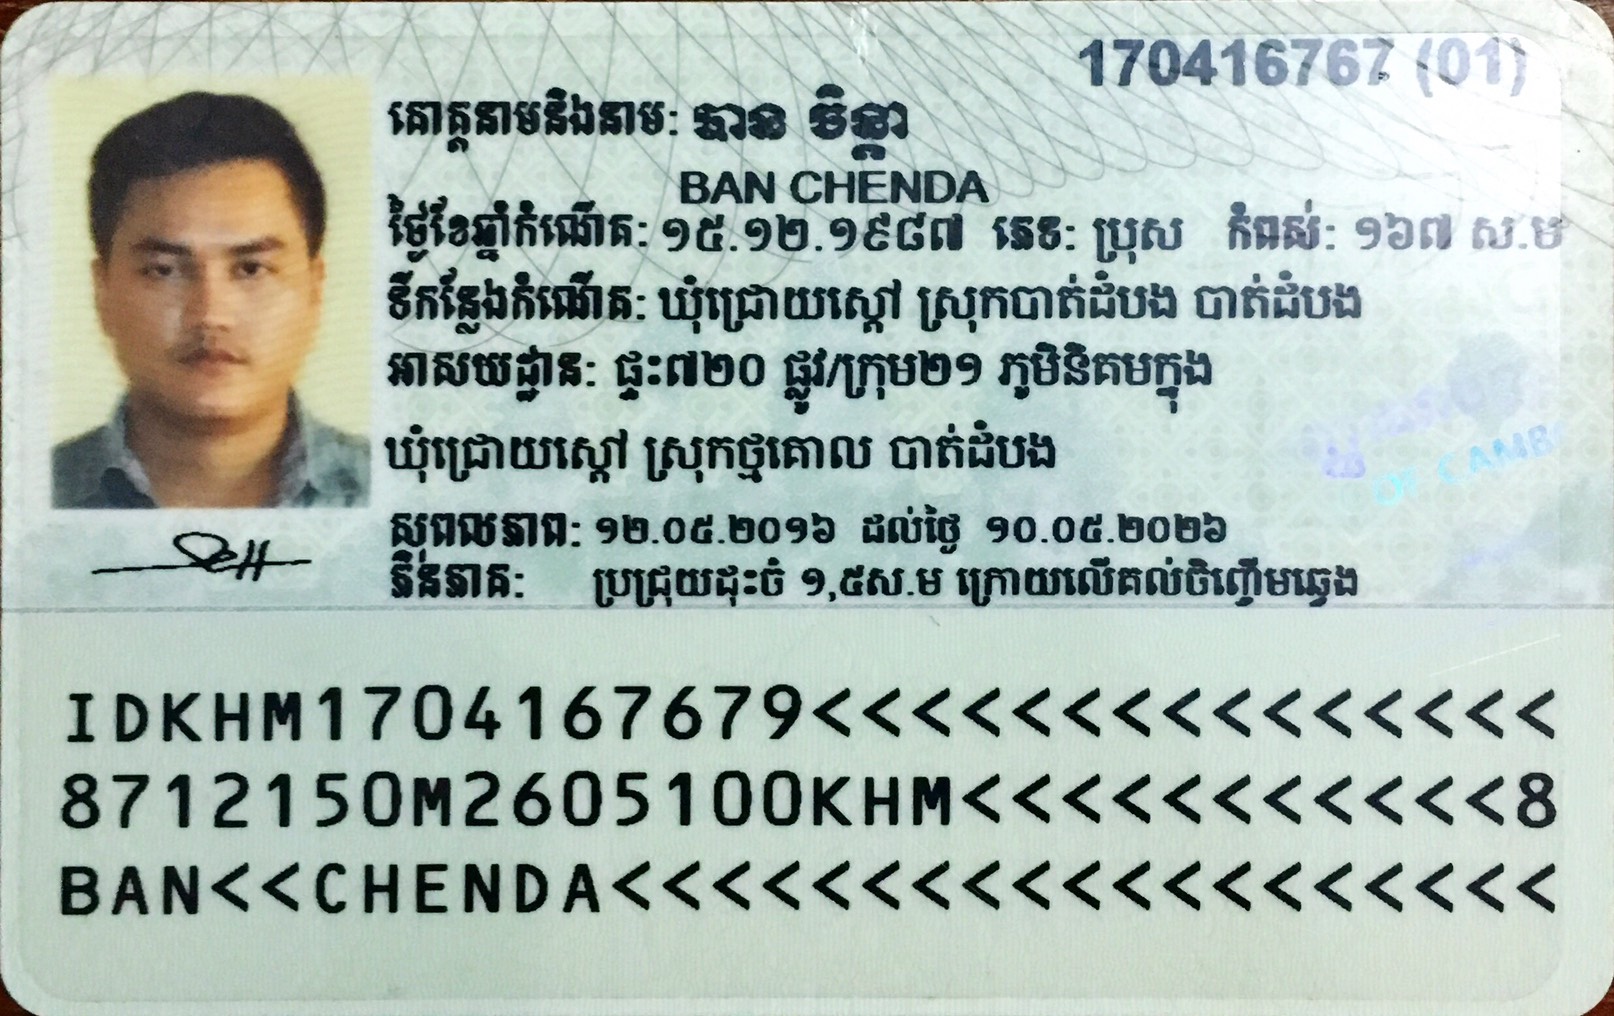 170416767 (01)
គោត្តនាមនិងនាម: បាន ចិន្តា
BAN CHENDA
ថ្ងៃខែឆ្នាំកំណើត: ១៥.១២.១៩៨៧ ភេទ: ប្រុស កំពស់: ១៦៧ ស.ម
ទីកន្លែងកំណើត: ឃុំជ្រោយស្តៅ ស្រុកបាត់ដំបង បាត់ដំបង
អាសយដ្ឋាន: ផ្ទះ៧២០ ផ្លូវ/ក្រុម២១ ភូមិនិគមក្នុង
ឃុំជ្រោយស្តៅ ស្រុកថ្មគោល បាត់ដំបង
សុពលភាព: ១២.០៥.២០១៦ ដល់ថ្ងៃ ១០.០៥.២០២៦
ភិនភាគ: ប្រជ្រុយដុះចំ ១,៥ស.ម ក្រោយលើគល់ចិញ្ចើមឆ្វេង
OF CAMB
IDKHM1704167679<<<<<<<<<<<<<<<
8712150M2605100KHM<<<<<<<<<<<8
BAN<<CHENDA<<<<<<<<<<<<<<<<<<<